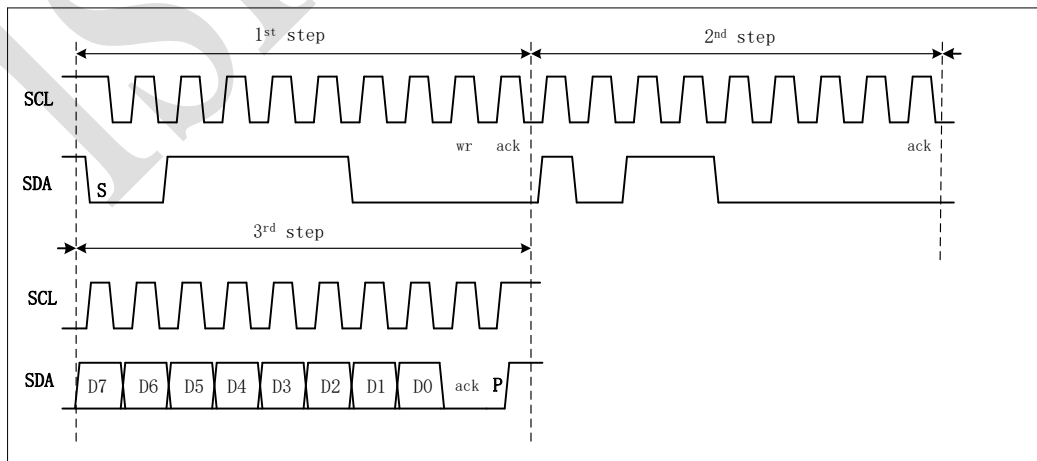 1st step 2nd step
SCL
wr ack ack
SDA S
3rd step
SCL
SDA D7 D6 D5 D4 D3 D2 D1 D0 ack P